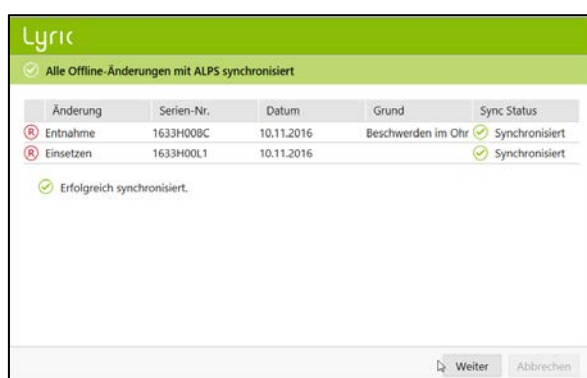 Lyric
Alle Offline-Änderungen mit ALPS synchronisiert
Änderung Serien-Nr. Datum Grund Sync Status
R Entnahme 1633H008C 10.11.2016 Beschwerden im Ohr Synchronisiert
R Einsetzen 1633H00L1 10.11.2016 Synchronisiert
Erfolgreich synchronisiert.
Weiter Abbrechen